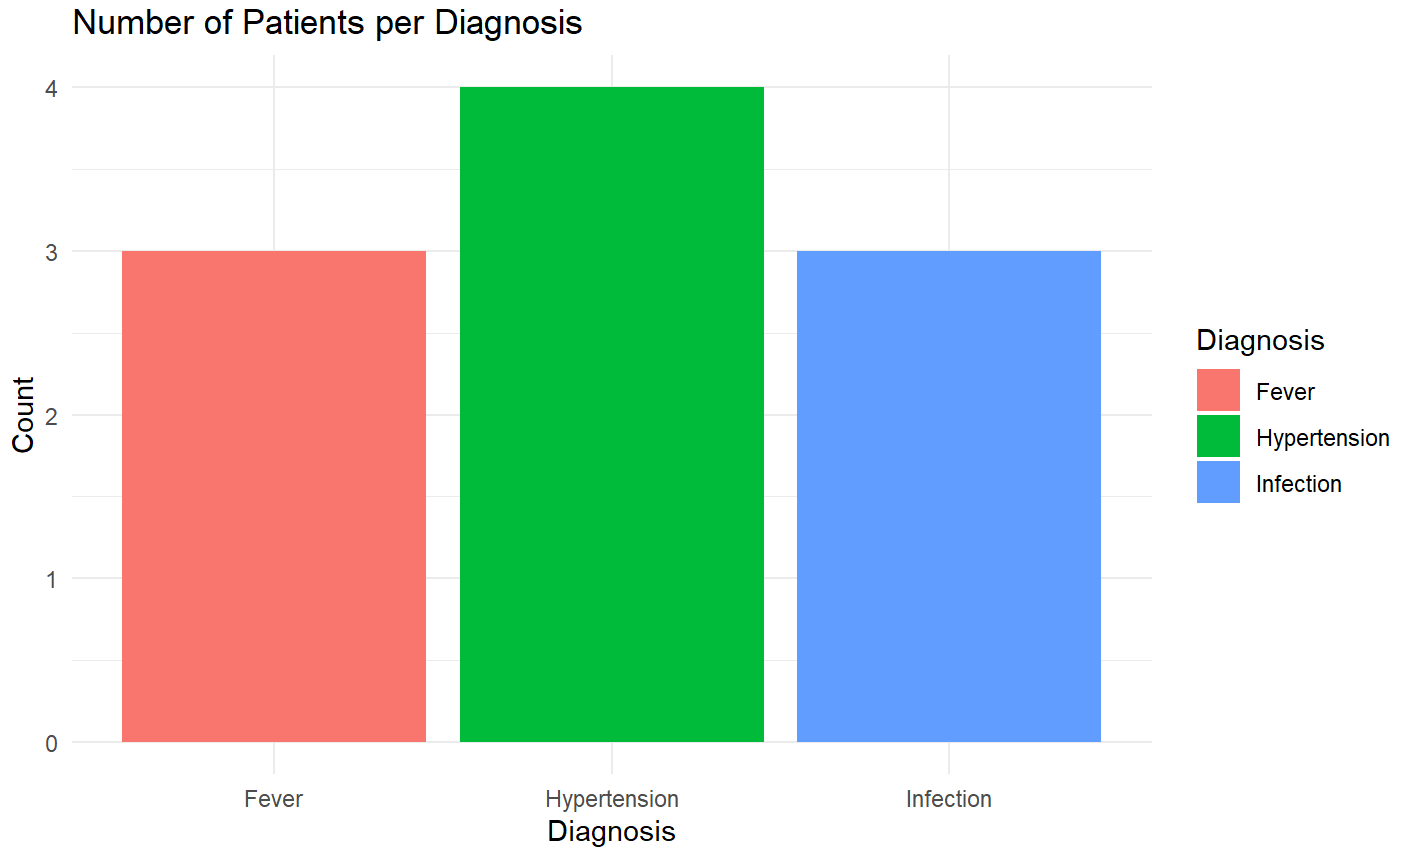 Number of Patients per Diagnosis
4
3
2
1
0
Count
Fever
Hypertension
Infection
Diagnosis
Diagnosis
Fever
Hypertension
Infection